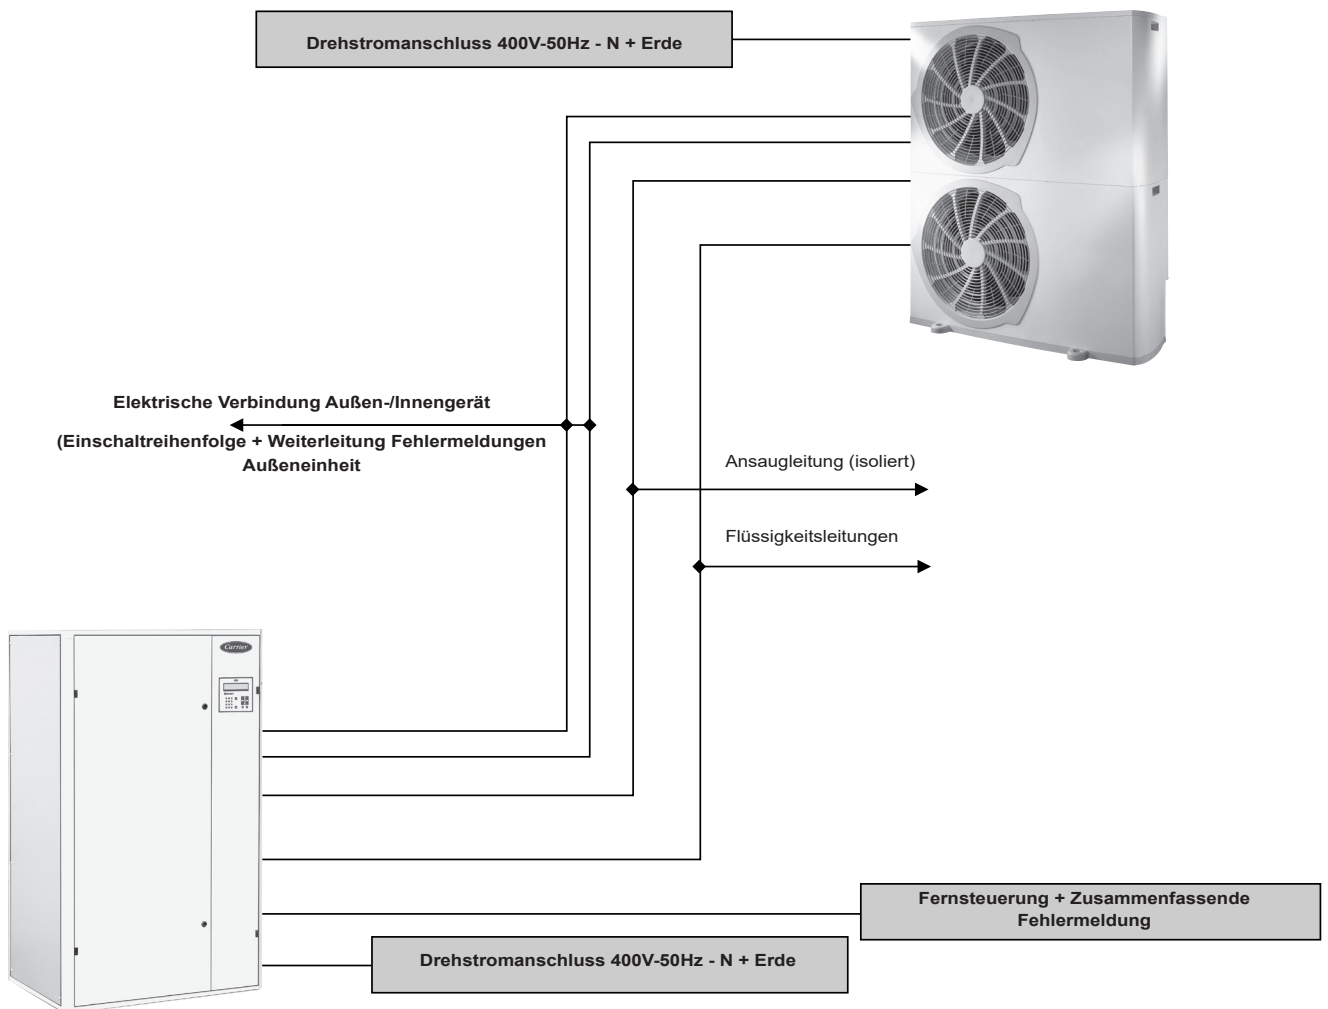 Drehstromanschluss 400V-50Hz - N + Erde
Elektrische Verbindung Außen-/Innengerät
(Einschaltreihenfolge + Weiterleitung Fehlermeldungen
Außeneinheit
Ansaugleitung (isoliert)
Flüssigkeitsleitungen
Carrier
Fernsteuerung + Zusammenfassende
Fehlermeldung
Drehstromanschluss 400V-50Hz - N + Erde